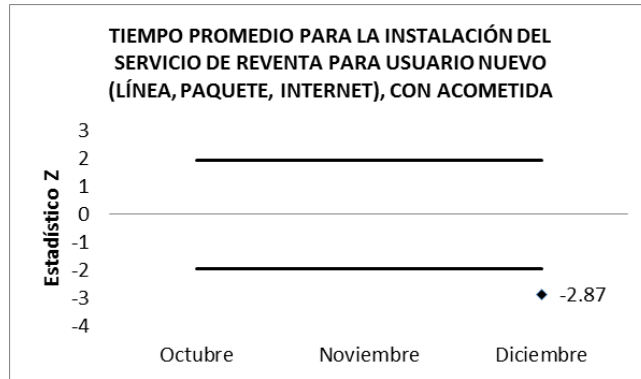 TIEMPO PROMEDIO PARA LA INSTALACIÓN DEL
SERVICIO DE REVENTA PARA USUARIO NUEVO
(LÍNEA, PAQUETE, INTERNET), CON ACOMETIDA
Estadístico Z
3
2
1
0
-1
-2
-3
-4
-2.87
Octubre Noviembre Diciembre